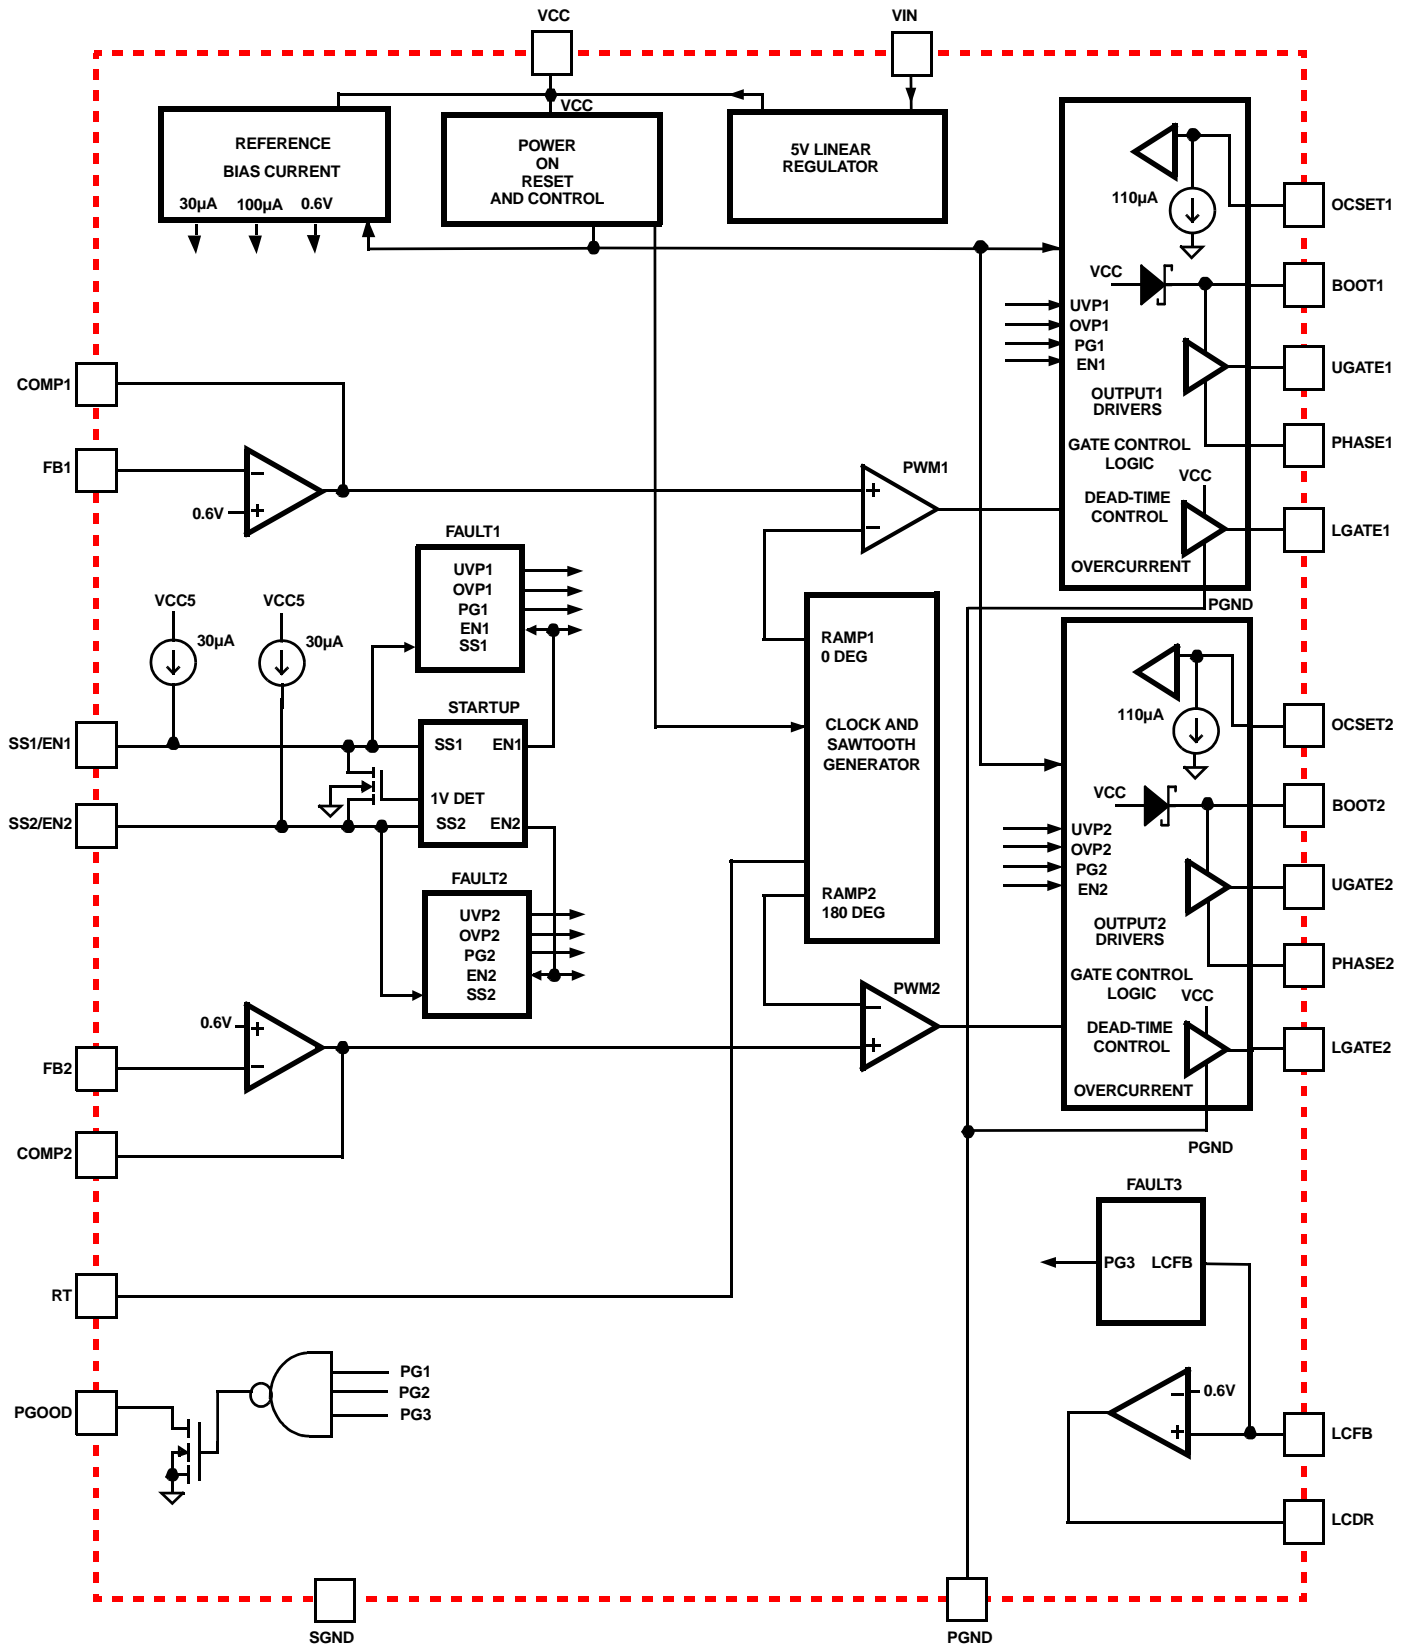 VCC
VIN
VCC
REFERENCE
BIAS CURRENT
30µA 100µA 0.6V
POWER
ON
RESET
AND CONTROL
5V LINEAR
REGULATOR
110µA
OCSET1
VCC
BOOT1
UVP1
OVP1
PG1
EN1
UGATE1
OUTPUT1
DRIVERS
PHASE1
GATE CONTROL
LOGIC
VCC
DEAD-TIME
CONTROL
LGATE1
OVERCURRENT
PGND
COMP1
FB1
−
+
0.6V
PWM1
+
−
FAULT1
UVP1
OVP1
PG1
EN1
SS1
VCC5
30µA
VCC5
30µA
RAMP1
0 DEG
CLOCK AND
SAWTOOTH
GENERATOR
RAMP2
180 DEG
STARTUP
SS1 EN1
1V DET
SS2 EN2
SS1/EN1
SS2/EN2
FAULT2
UVP2
OVP2
PG2
EN2
SS2
110µA
OCSET2
VCC
BOOT2
UVP2
OVP2
PG2
EN2
UGATE2
OUTPUT2
DRIVERS
PHASE2
GATE CONTROL
LOGIC
VCC
DEAD-TIME
CONTROL
LGATE2
OVERCURRENT
PGND
PWM2
−
+
0.6V
+
−
FB2
COMP2
FAULT3
PG3 LCFB
RT
PG1
PG2
PG3
PGOOD
0.6V
−
+
LCFB
LCDR
SGND
PGND